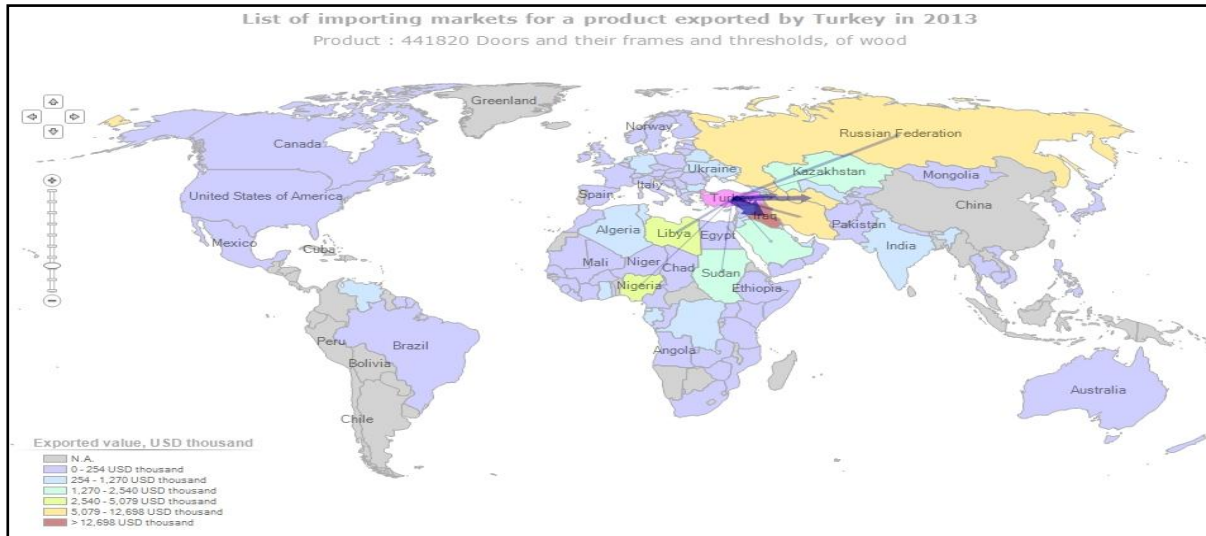 List of importing markets for a product exported by Turkey in 2013
Product : 441820 Doors and their frames and thresholds, of wood
Greenland
Norway
Russian Federation
Canada
Ukraine
Kazakhstan
Mongolia
United States of America
Spain
Italy
Turk
China
Iraq
Pakistan
Mexico
Cuba
Algeria
Libya
Egypt
India
Mali
Niger
Chad
Sudan
Nigeria
Ethiopia
Peru
Brazil
Angola
Bolivia
Australia
Chile
Exported value, USD thousand
N.A.
0 - 254 USD thousand
254 - 1,270 USD thousand
1,270 - 2,540 USD thousand
2,540 - 5,079 USD thousand
5,079 - 12,698 USD thousand
> 12,698 USD thousand